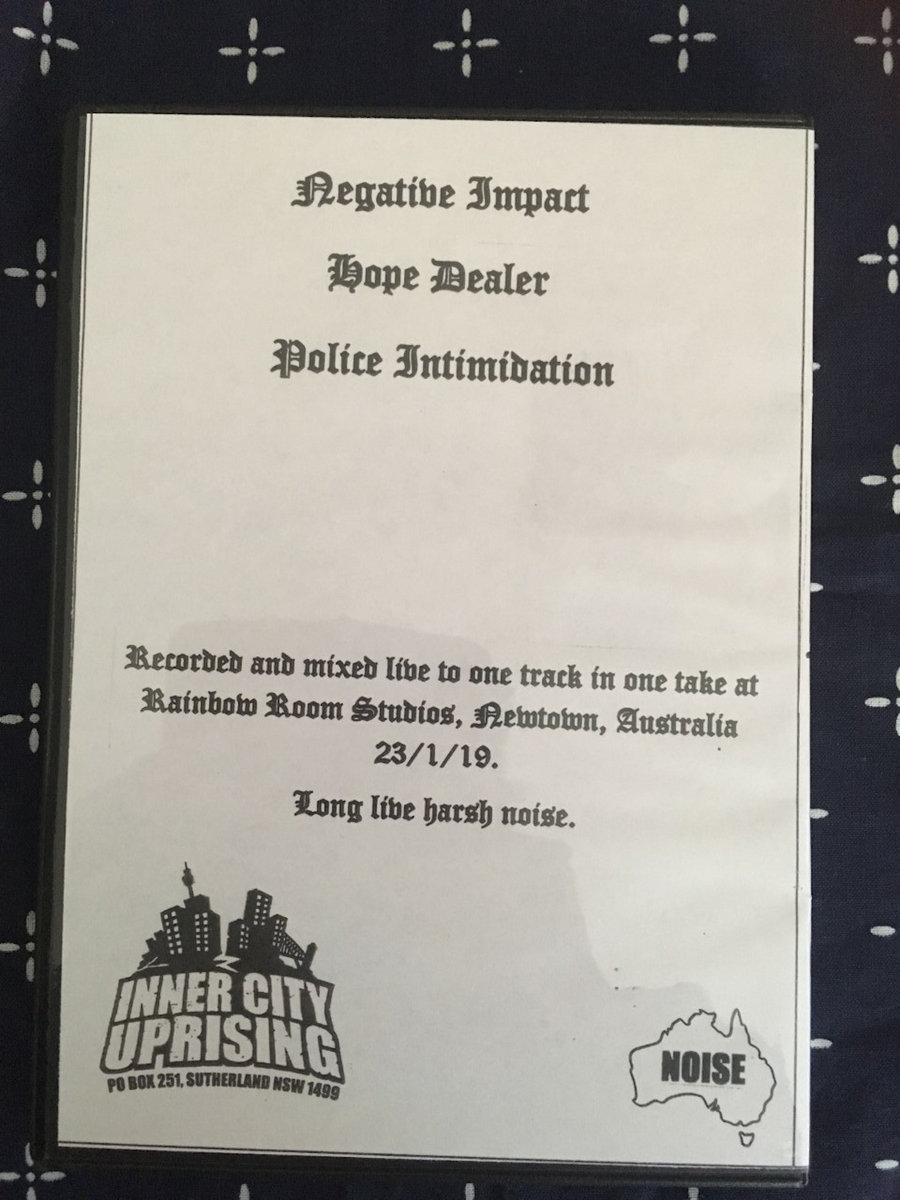 Negative Impact
Hope Dealer
Police Intimidation
Recorded and mixed live to one track in one take at
Rainbow Room Studios, Newtown, Australia
23/1/19.
Long live harsh noise.
INNER CITY
UPRISING
PO BOX 251, SUTHERLAND NSW 1499
NOISE